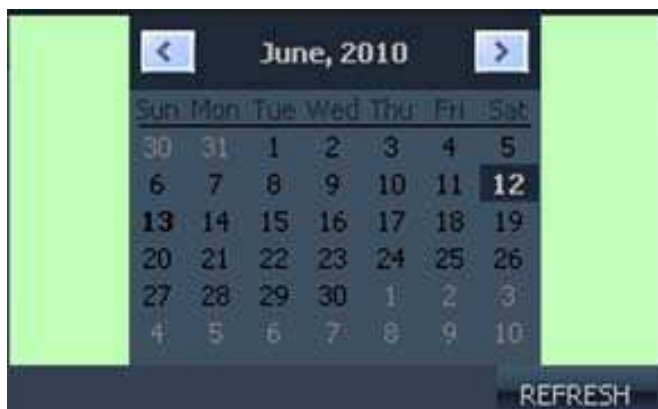 < June, 2010 >
Sun Mon Tue Wed Thu Fri Sat
30 31 1 2 3 4 5
6 7 8 9 10 11 12
13 14 15 16 17 18 19
20 21 22 23 24 25 26
27 28 29 30 1 2 3
4 5 6 7 8 9 10
REFRESH